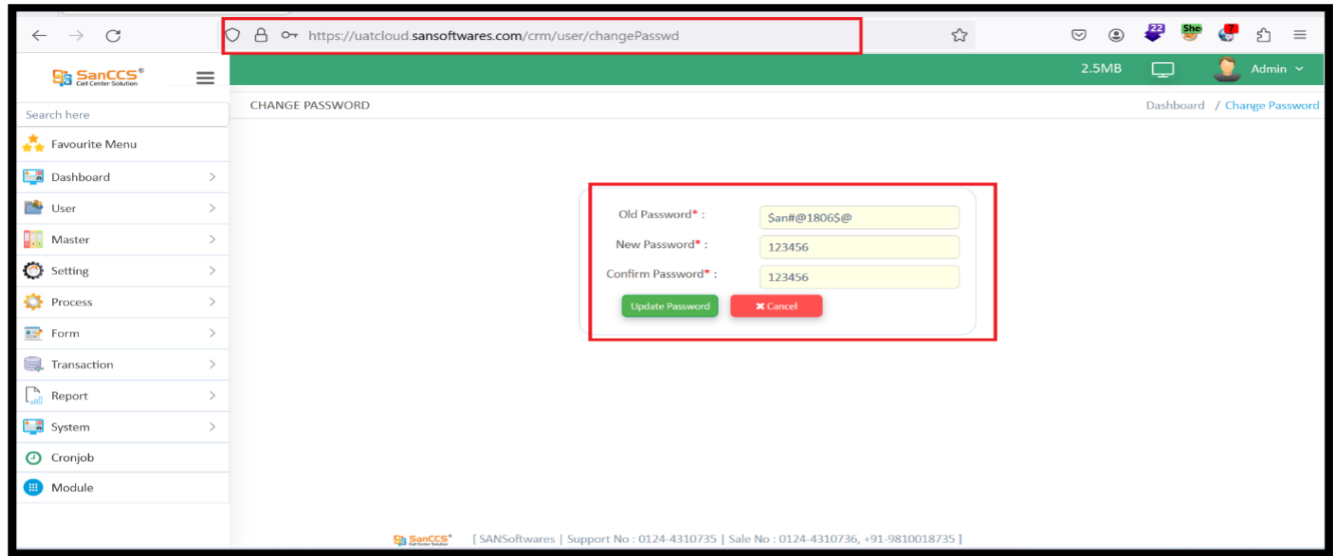 https://uatcloud.sansoftwares.com/crm/user/changePasswd
22
She
SanCCS®
Call Center Solution
2.5MB
Admin
Search here
CHANGE PASSWORD
Dashboard / Change Password
Favourite Menu
Dashboard
User
Master
Setting
Process
Form
Transaction
Report
System
Cronjob
Module
Old Password* : $an#@1806$@
New Password* : 123456
Confirm Password* : 123456
Update Password
✖ Cancel
SanCCS® [ SANSoftwares | Support No : 0124-4310735 | Sale No : 0124-4310736, +91-9810018735 ]